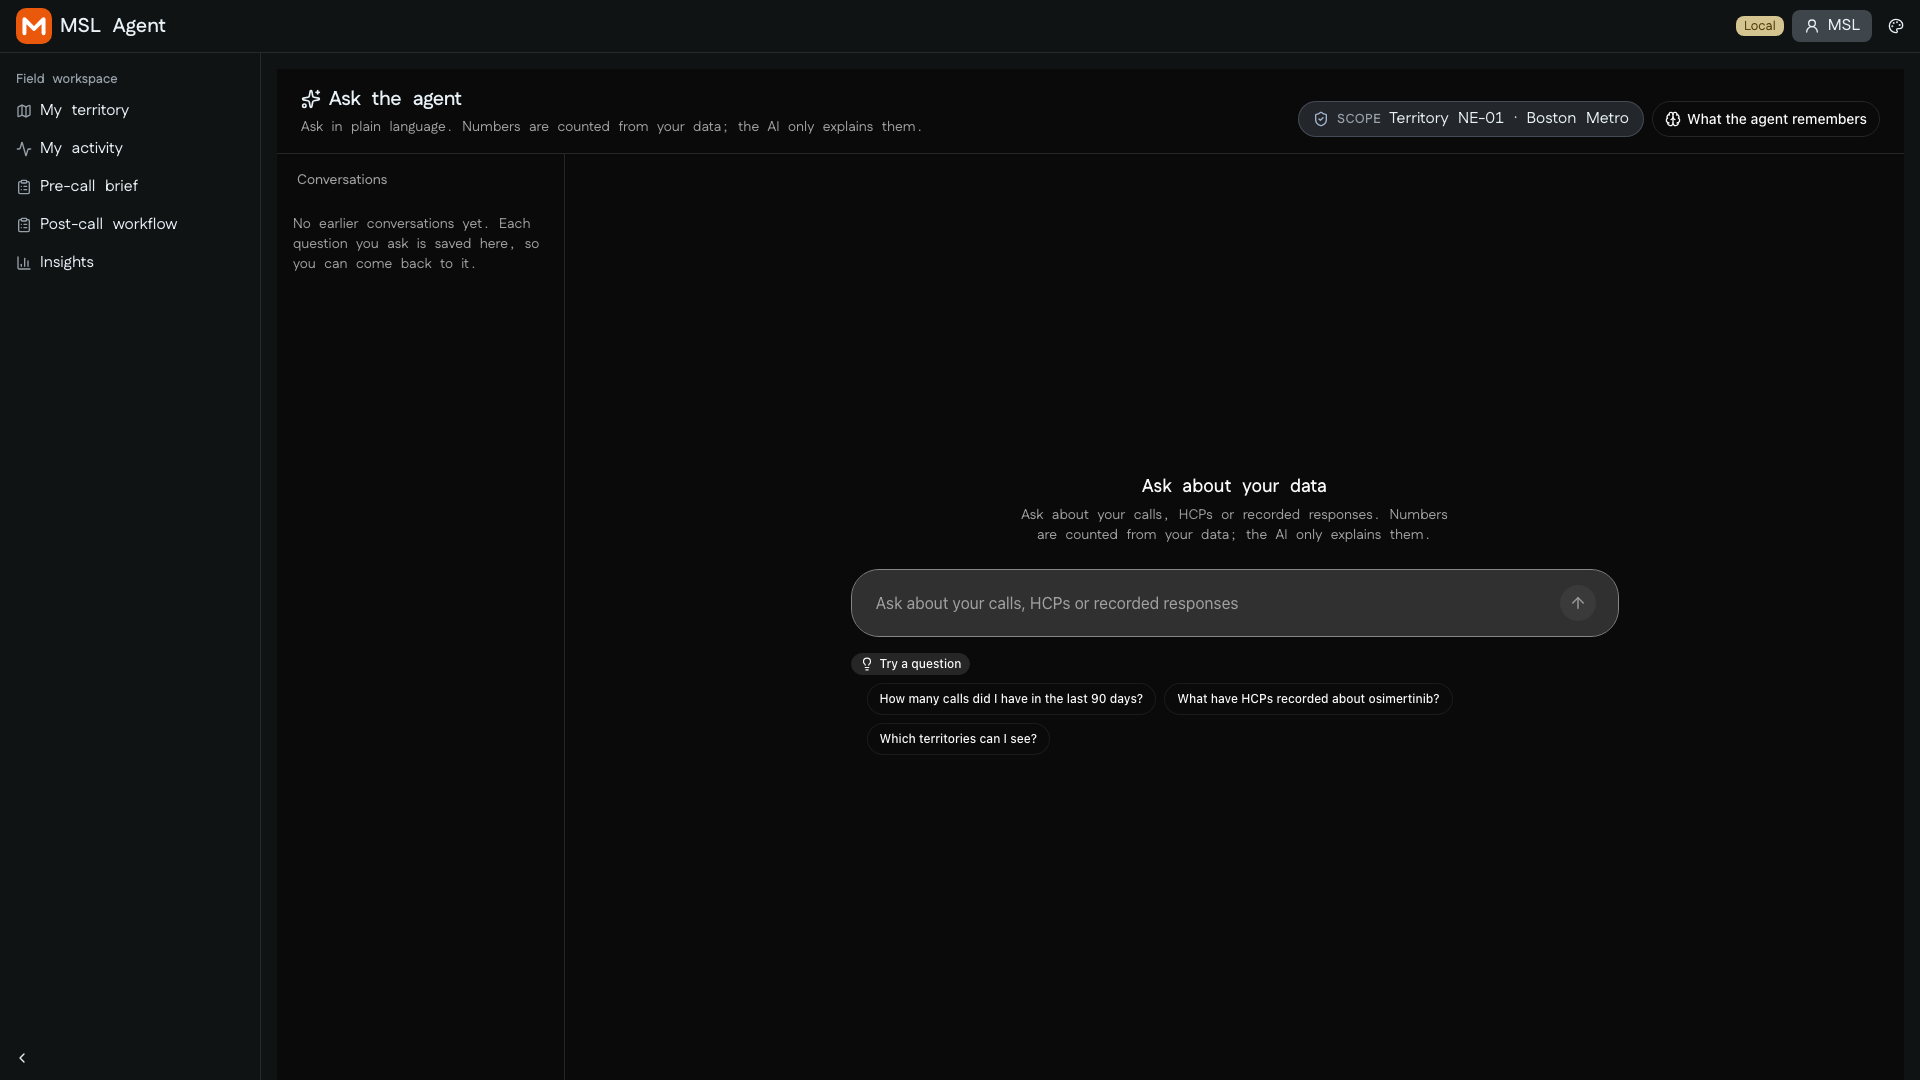 MSL Agent
Local
MSL
Field workspace
My territory
My activity
Pre-call brief
Post-call workflow
Insights
Ask the agent
Ask in plain language. Numbers are counted from your data; the AI only explains them.
SCOPE Territory NE-01 · Boston Metro
What the agent remembers
Conversations
No earlier conversations yet. Each
question you ask is saved here, so
you can come back to it.
Ask about your data
Ask about your calls, HCPs or recorded responses. Numbers
are counted from your data; the AI only explains them.
Ask about your calls, HCPs or recorded responses
Try a question
How many calls did I have in the last 90 days?
What have HCPs recorded about osimertinib?
Which territories can I see?